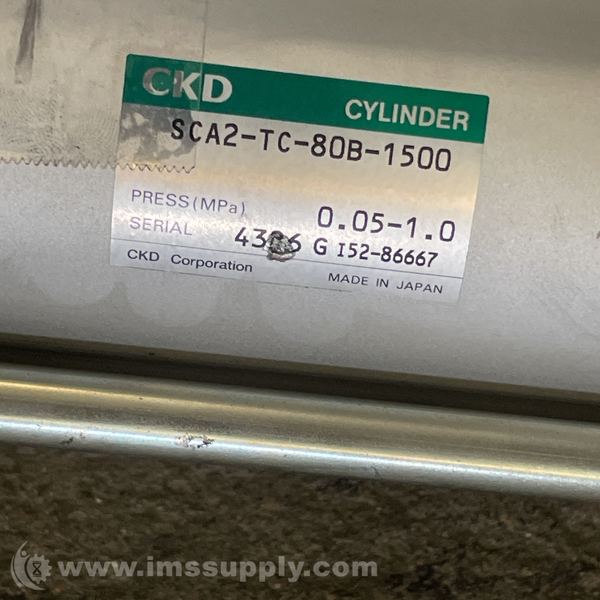 CKD
CYLINDER
SCA2-TC-80B-1500
PRESS(MPa) 0.05-1.0
SERIAL G I52-86667
CKD Corporation MADE IN JAPAN
www.imssupply.com